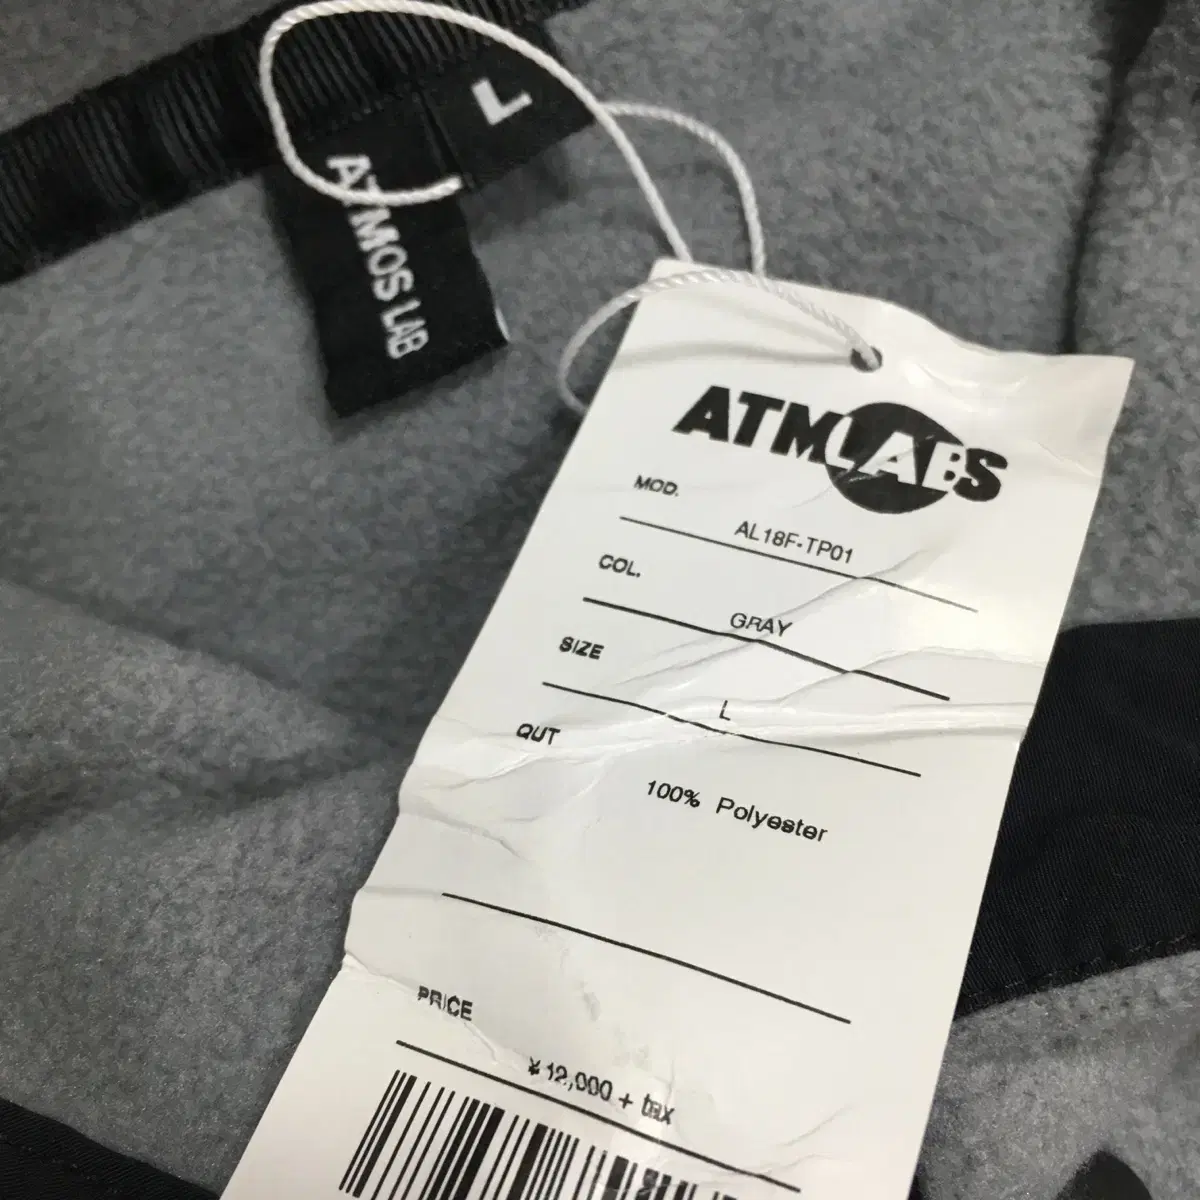 L
ATMOS LAB
ATMLABS
MOD.
AL18F-TP01
COL.
GRAY
SIZE
L
QUT
100% Polyester
PRICE
¥12,000 + tax